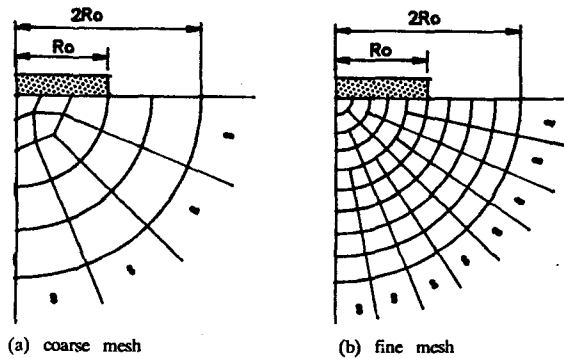 2Ro
Ro
2Ro
Ro
∞
∞
∞
∞
∞
∞
∞
∞
∞
∞
∞
∞
(a) coarse mesh
(b) fine mesh